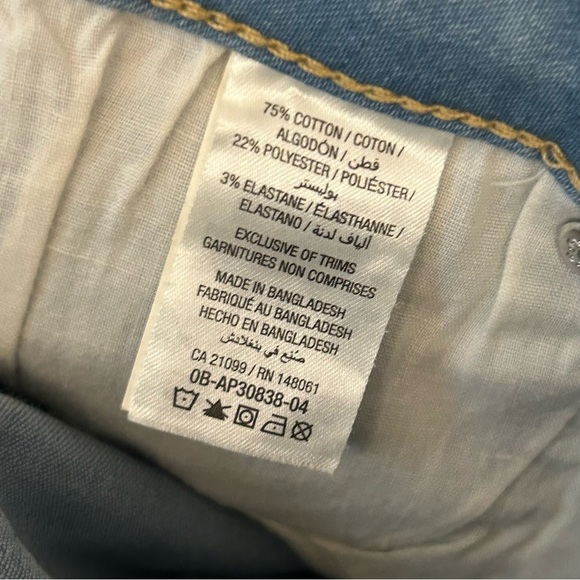 75% COTTON / COTON /
ALGODÓN / قطن
22% POLYESTER / POLIÉSTER /
بوليستر
3% ELASTANE / ÉLASTHANNE /
ELASTANO / ألياف لدنة
EXCLUSIVE OF TRIMS
GARNITURES NON COMPRISES
MADE IN BANGLADESH
FABRIQUÉ AU BANGLADESH
HECHO EN BANGLADESH
صنع في بنغلادش
CA 21099 / RN 148061
0B-AP30838-04